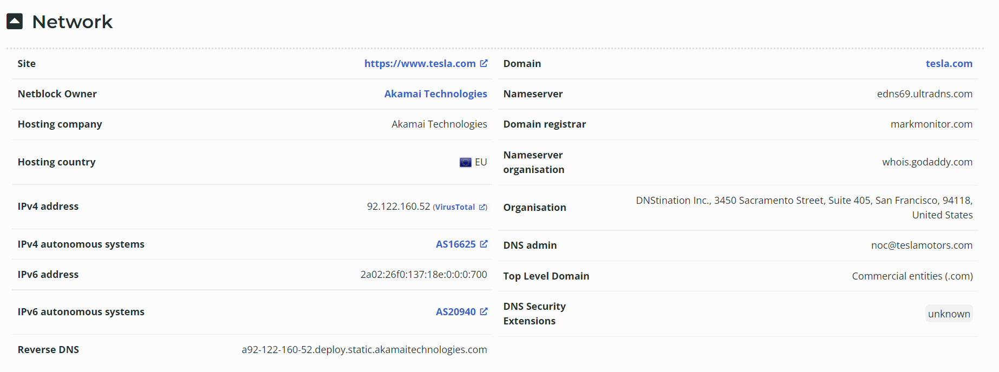 Network
Site https://www.tesla.com
Domain tesla.com
Netblock Owner Akamai Technologies
Nameserver edns69.ultradns.com
Hosting company Akamai Technologies
Domain registrar markmonitor.com
Hosting country EU
Nameserver
organisation whois.godaddy.com
IPv4 address 92.122.160.52 (VirusTotal)
Organisation DNStination Inc., 3450 Sacramento Street, Suite 405, San Francisco, 94118,
United States
IPv4 autonomous systems AS16625
DNS admin noc@teslamotors.com
IPv6 address 2a02:26f0:137:18e:0:0:0:700
Top Level Domain Commercial entities (.com)
IPv6 autonomous systems AS20940
DNS Security
Extensions unknown
Reverse DNS a92-122-160-52.deploy.static.akamaitechnologies.com